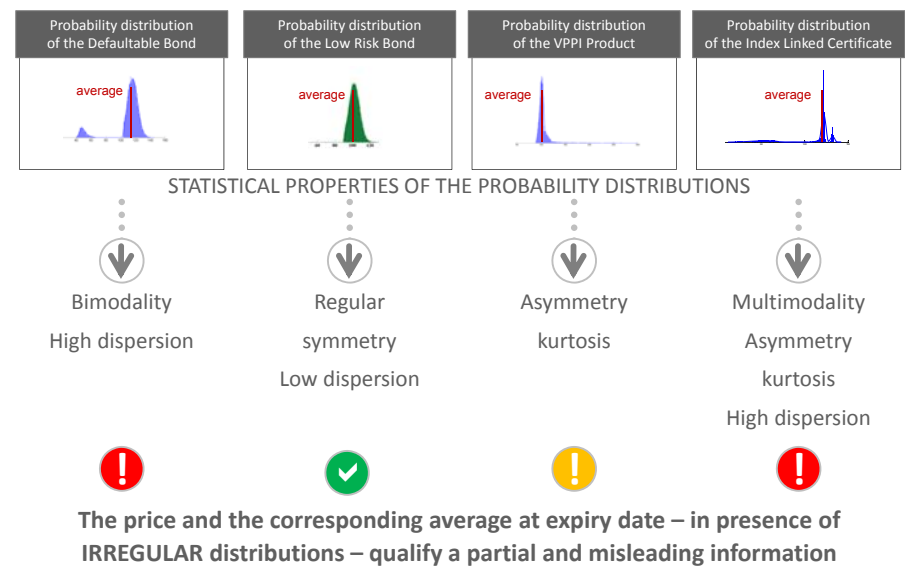 Probability distribution
of the Defaultable Bond
Probability distribution
of the Low Risk Bond
Probability distribution
of the VPPI Product
Probability distribution
of the Index Linked Certificate
average
average
average
average
STATISTICAL PROPERTIES OF THE PROBABILITY DISTRIBUTIONS
Bimodality
High dispersion
Regular
symmetry
Low dispersion
Asymmetry
kurtosis
Multimodality
Asymmetry
kurtosis
High dispersion
The price and the corresponding average at expiry date – in presence of
IRREGULAR distributions – qualify a partial and misleading information